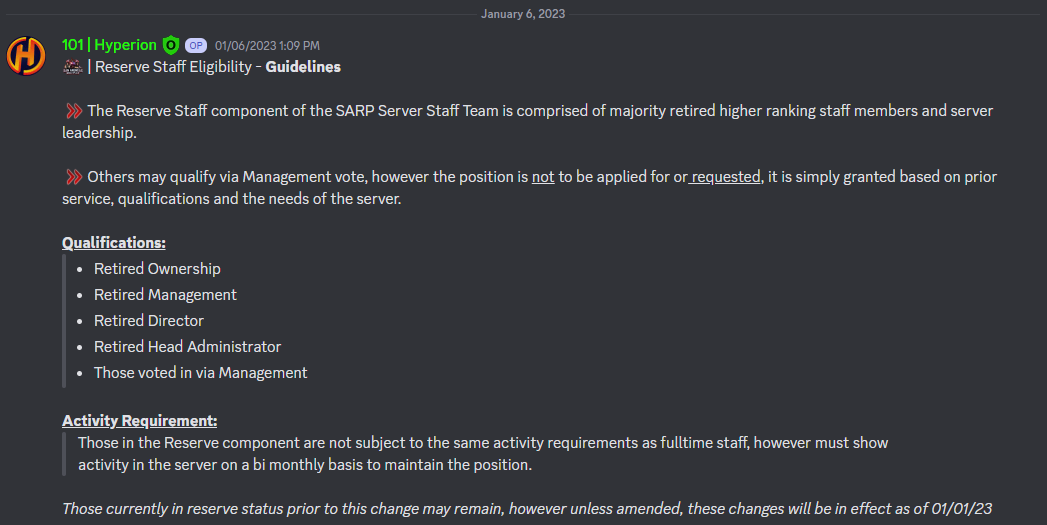 January 6, 2023
101 | Hyperion OP 01/06/2023 1:09 PM
| Reserve Staff Eligibility - Guidelines
The Reserve Staff component of the SARP Server Staff Team is comprised of majority retired higher ranking staff members and server
leadership.
Others may qualify via Management vote, however the position is not to be applied for or requested, it is simply granted based on prior
service, qualifications and the needs of the server.
Qualifications:
• Retired Ownership
• Retired Management
• Retired Director
• Retired Head Administrator
• Those voted in via Management
Activity Requirement:
Those in the Reserve component are not subject to the same activity requirements as fulltime staff, however must show
activity in the server on a bi monthly basis to maintain the position.
Those currently in reserve status prior to this change may remain, however unless amended, these changes will be in effect as of 01/01/23